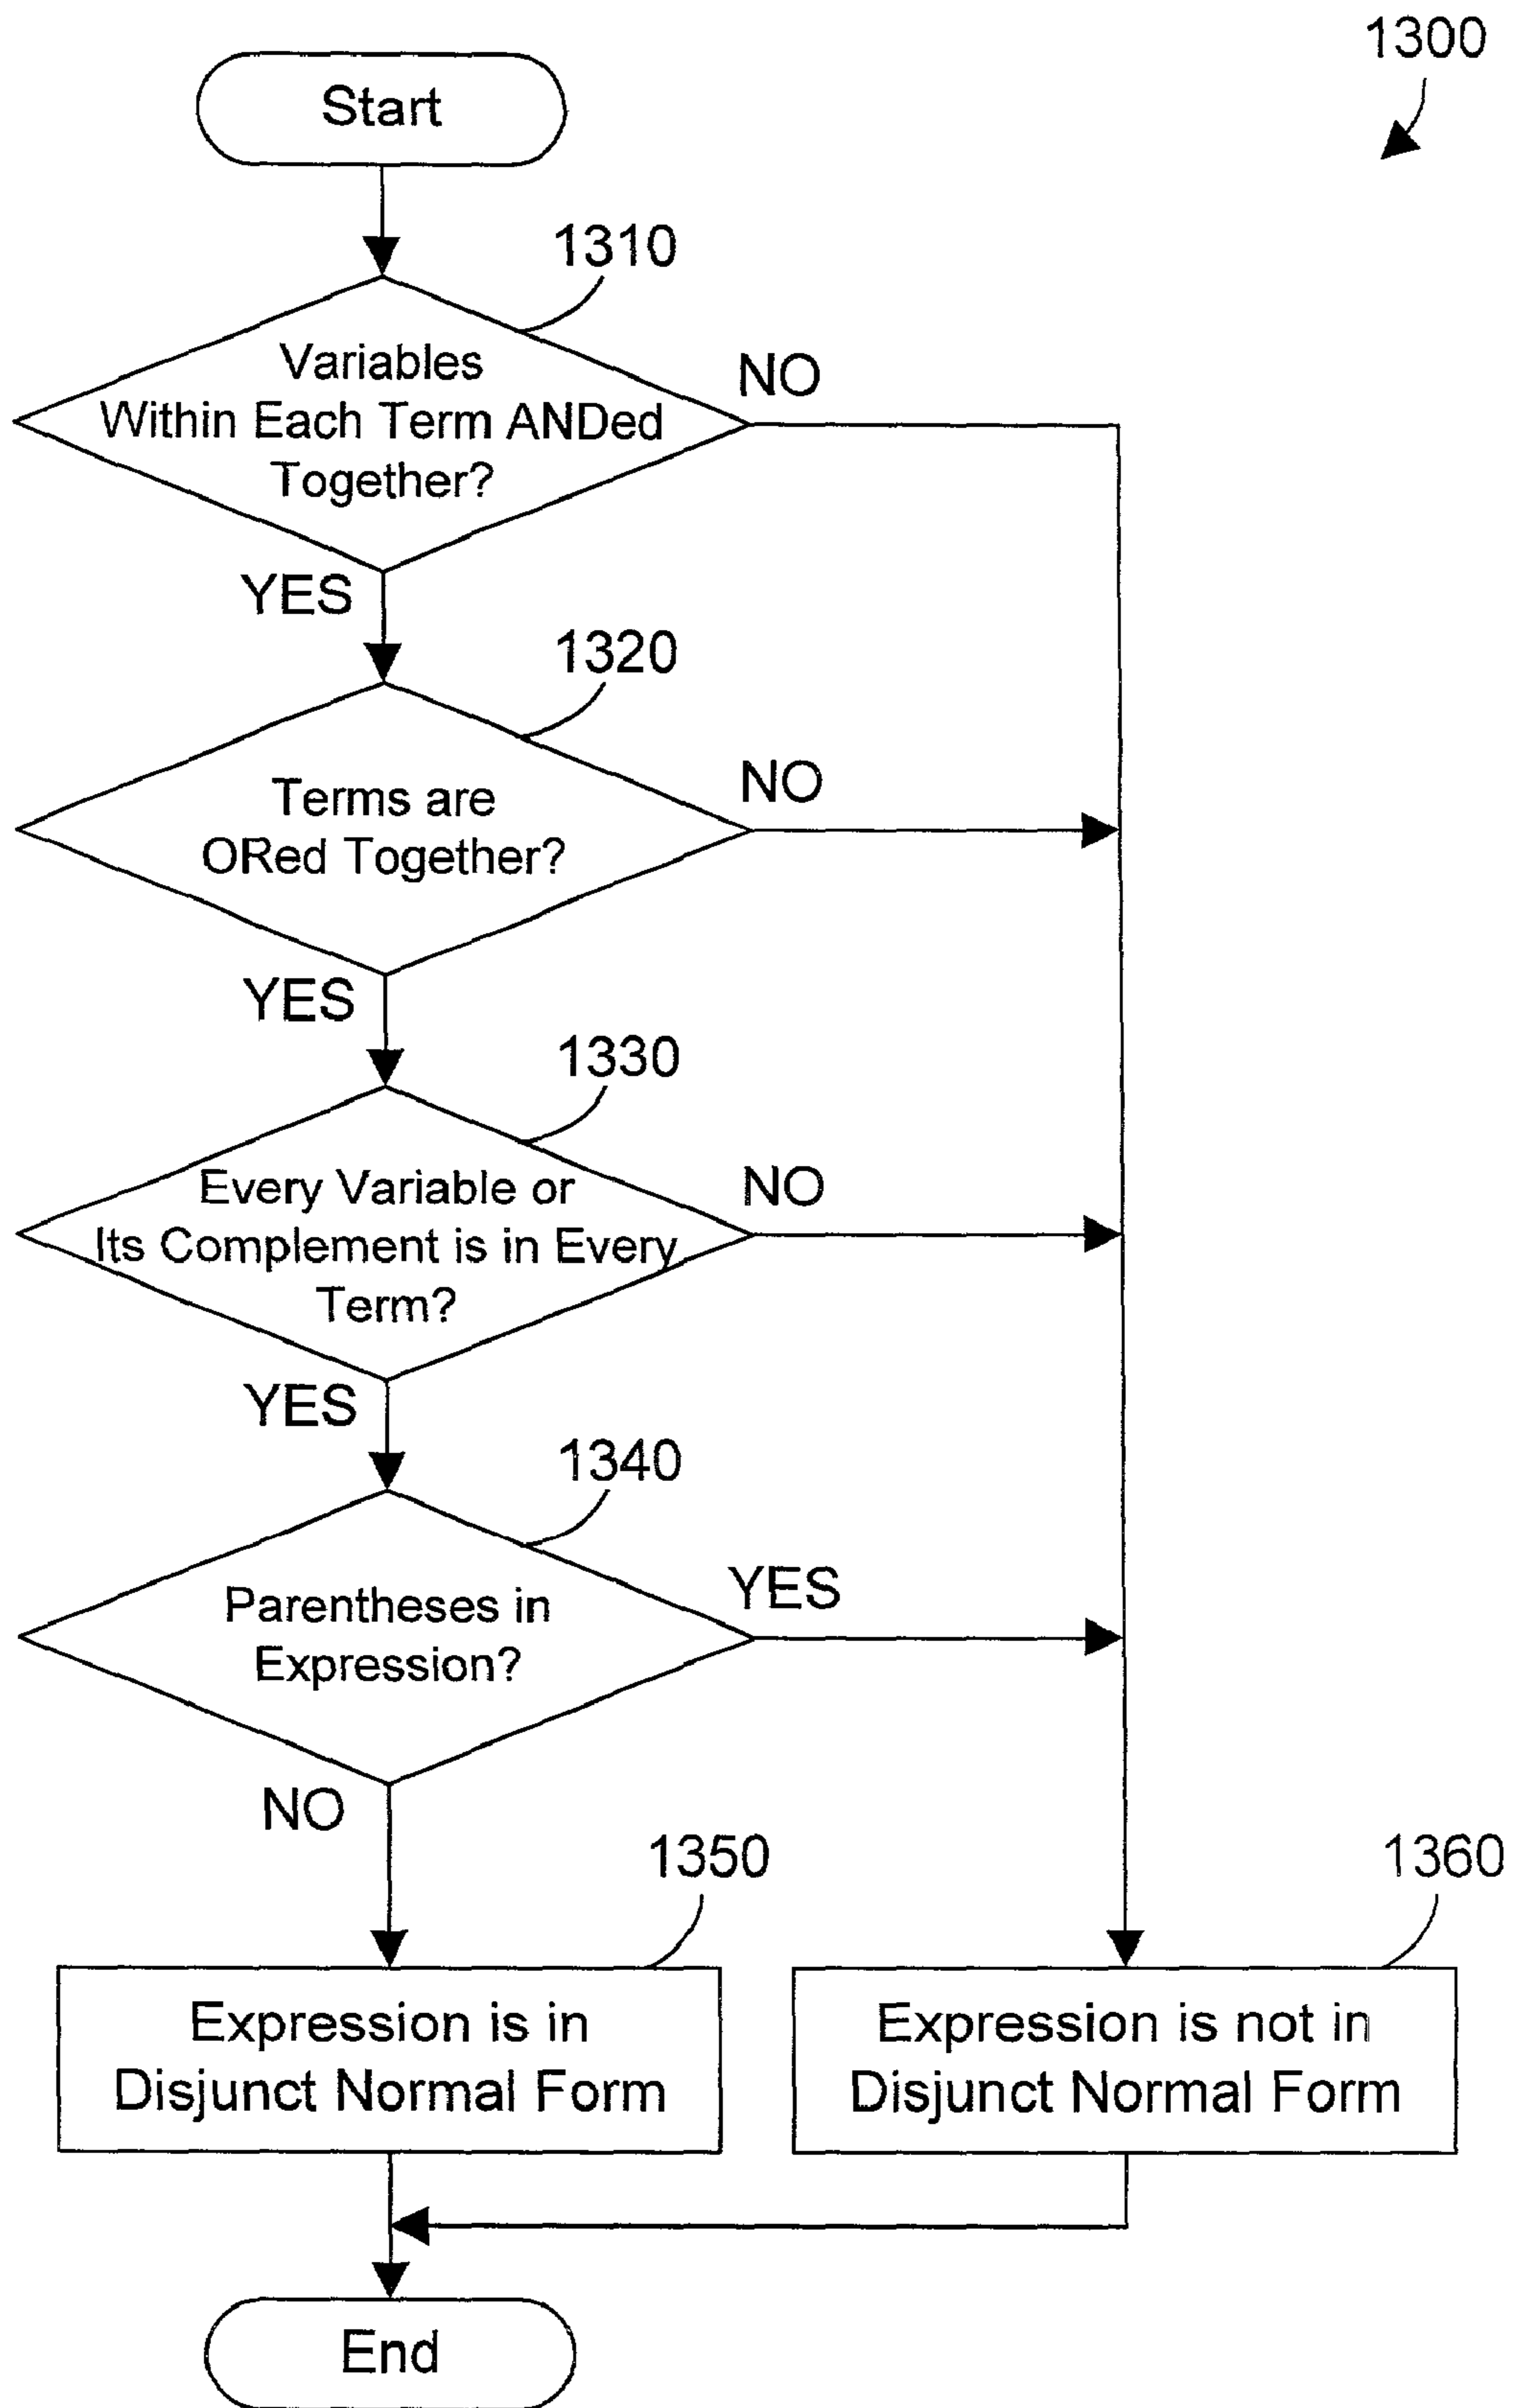 1300
Start
1310
Variables
Within Each Term ANDed
Together?
NO
YES
1320
Terms are
ORed Together?
NO
YES
1330
Every Variable or
Its Complement is in Every
Term?
NO
YES
1340
Parentheses in
Expression?
YES
NO
1350
1360
Expression is in
Disjunct Normal Form
Expression is not in
Disjunct Normal Form
End